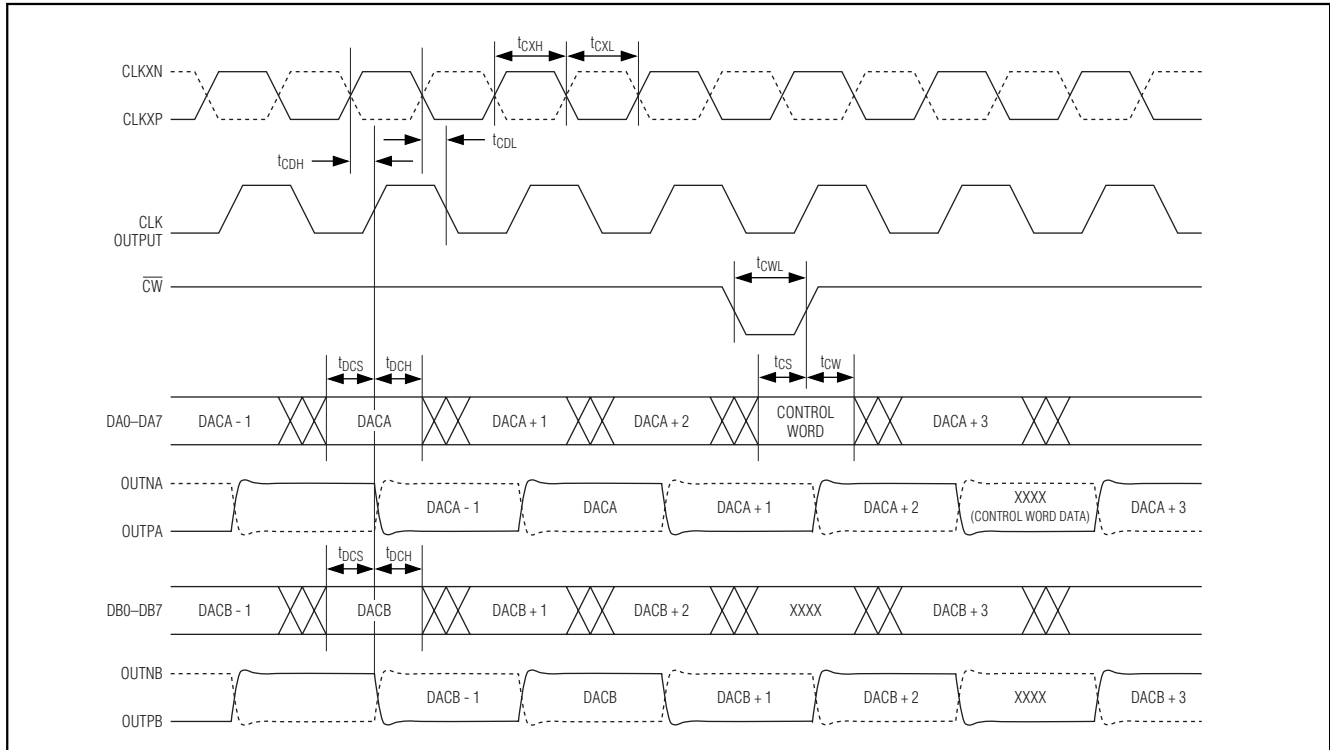 tCXH tCXL
CLKXN
CLKXP
tCDL
tCDH
CLK
OUTPUT
tCWL
CW
tDCS tDCH tCS tCW
DA0–DA7 DACA - 1 DACA DACA + 1 DACA + 2 CONTROL WORD DACA + 3
OUTNA
DACA - 1 DACA DACA + 1 DACA + 2 XXXX (CONTROL WORD DATA) DACA + 3
OUTPA
tDCS tDCH
DB0–DB7 DACB - 1 DACB DACB + 1 DACB + 2 XXXX DACB + 3
OUTNB
DACB - 1 DACB DACB + 1 DACB + 2 XXXX DACB + 3
OUTPB